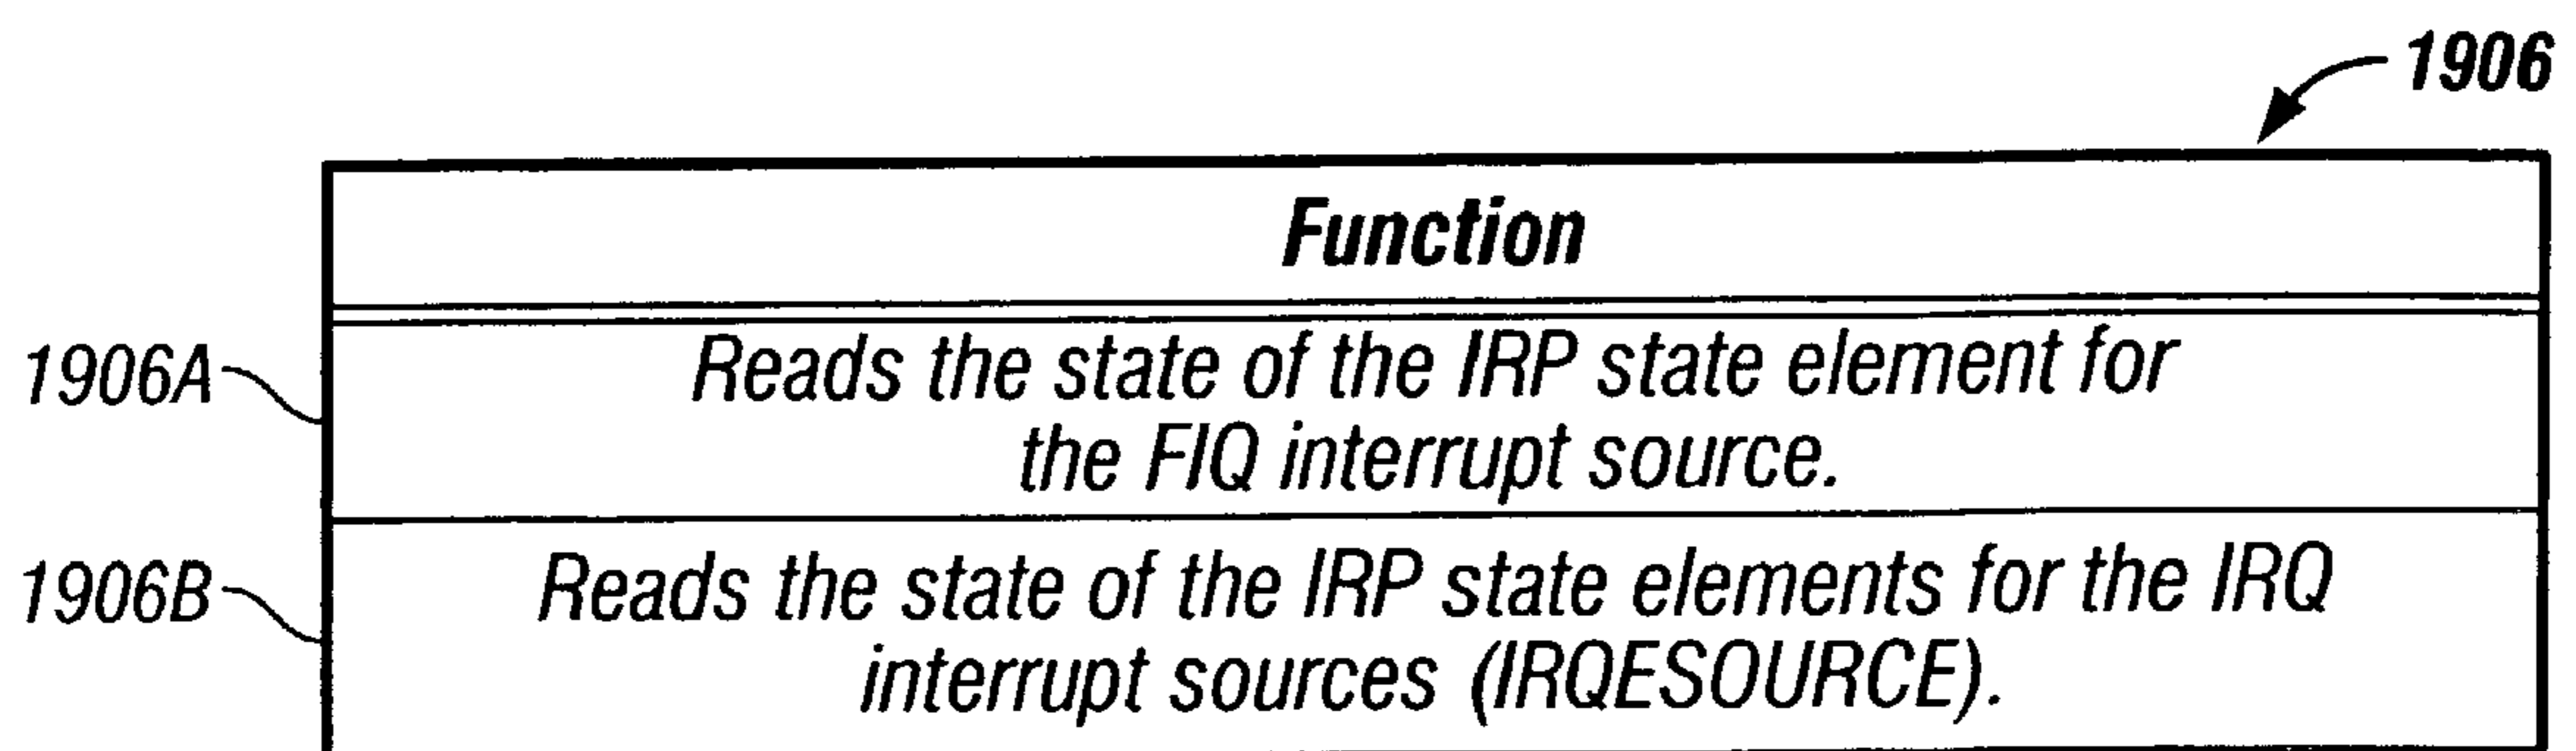 1906
Function
1906A
Reads the state of the IRP state element for
the FIQ interrupt source.
1906B
Reads the state of the IRP state elements for the IRQ
interrupt sources (IRQESOURCE).